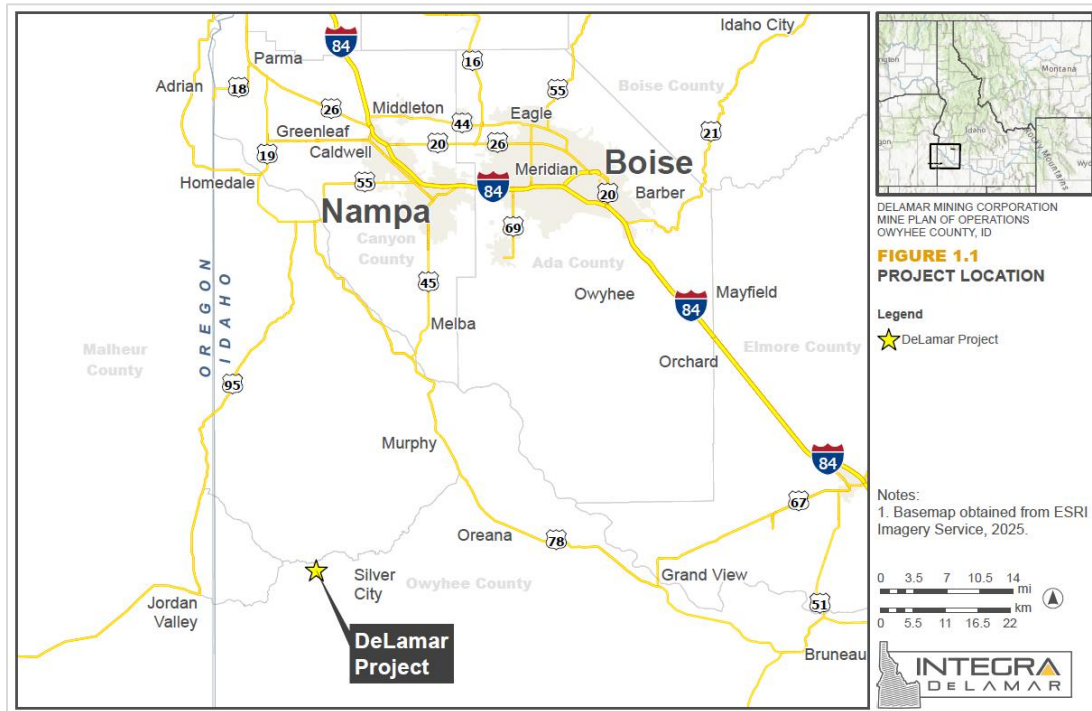 Idaho City
84
Parma
16
Boise County
Adrian
18
55
26
Middleton
Eagle
44
21
Greenleaf
20
26
Caldwell
Boise
19
Meridian
Homedale
55
84
20
Barber
Nampa
69
Canyon
County
Ada County
OREGON
IDAHO
45
Owyhee
Mayfield
84
Melba
Malheur
County
Orchard
Elmore County
95
Murphy
84
67
Oreana
78
Silver
City
Owyhee County
Grand View
Jordan
Valley
51
DeLamar
Project
Bruneau
Montana
Idaho
Rocky Mountains
DELAMAR MINING CORPORATION
MINE PLAN OF OPERATIONS
OWYHEE COUNTY, ID
FIGURE 1.1
PROJECT LOCATION
Legend
DeLamar Project
Notes:
1. Basemap obtained from ESRI
Imagery Service, 2025.
0 3.5 7 10.5 14
mi
km
0 5.5 11 16.5 22
INTEGRA
DELAMAR